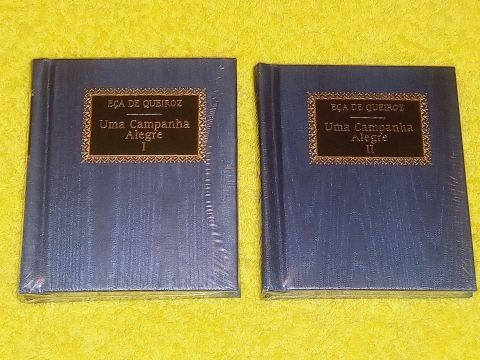 EÇA DE QUEIROZ
Uma Campanha
Alegre
I
EÇA DE QUEIROZ
Uma Campanha
Alegre
II